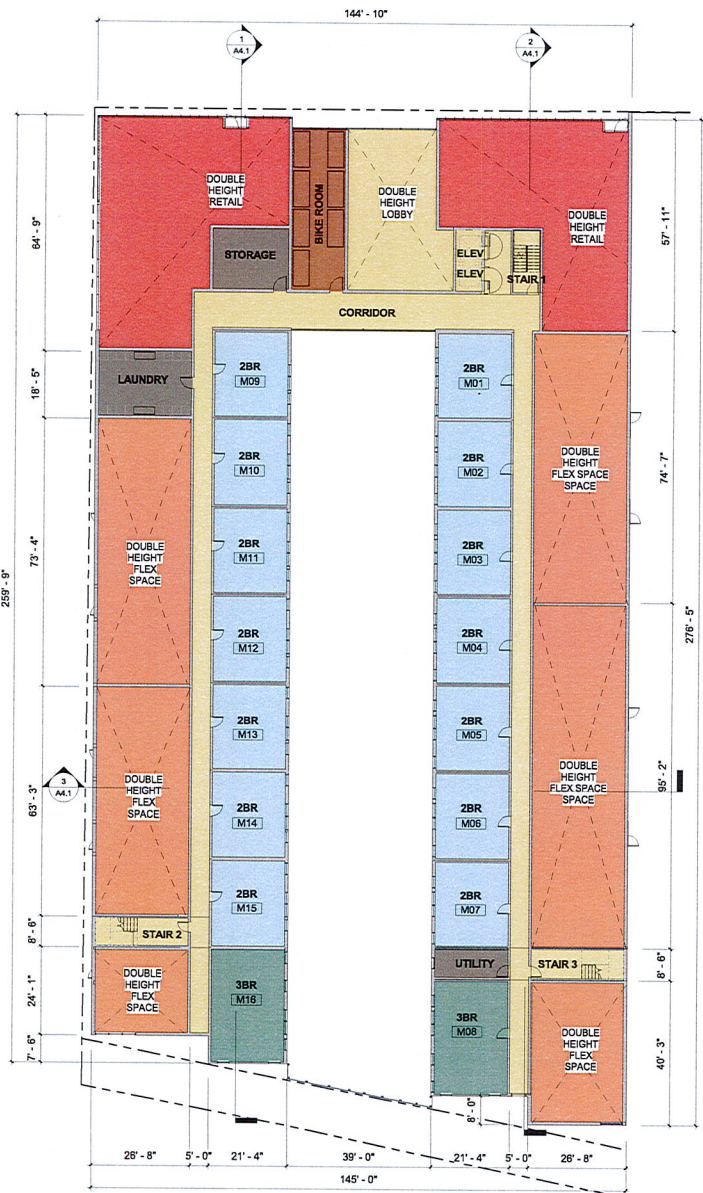 144' - 10"
1
A4.1
2
A4.1
DOUBLE
HEIGHT
RETAIL
BIKE ROOM
DOUBLE
HEIGHT
LOBBY
DOUBLE
HEIGHT
RETAIL
64' - 9"
57' - 11"
STORAGE
ELEV
ELEV
STAIR 1
CORRIDOR
18' - 5"
LAUNDRY
2BR
M09
2BR
M01
2BR
M10
2BR
M02
DOUBLE
HEIGHT
FLEX SPACE
SPACE
74' - 7"
73' - 4"
DOUBLE
HEIGHT
FLEX
SPACE
2BR
M11
2BR
M03
259' - 9"
276' - 5"
2BR
M12
2BR
M04
2BR
M13
2BR
M05
3
A4.1
63' - 3"
DOUBLE
HEIGHT
FLEX
SPACE
DOUBLE
HEIGHT
FLEX SPACE
SPACE
95' - 2"
2BR
M14
2BR
M06
2BR
M15
2BR
M07
8' - 6"
STAIR 2
UTILITY
STAIR 3
8' - 6"
24' - 1"
DOUBLE
HEIGHT
FLEX
SPACE
3BR
M16
3BR
M08
DOUBLE
HEIGHT
FLEX
SPACE
40' - 3"
7' - 6"
8' - 0"
26' - 8"
5' - 0"
21' - 4"
39' - 0"
21' - 4"
5' - 0"
26' - 8"
145' - 0"